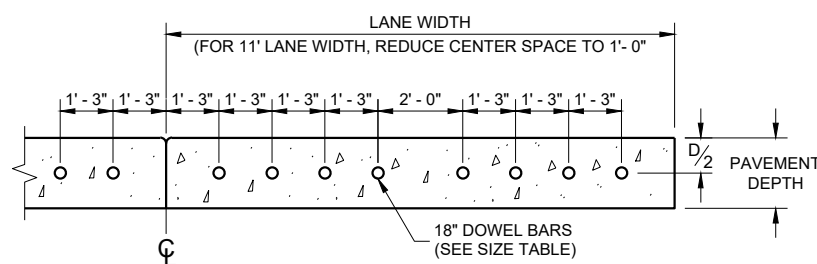 LANE WIDTH
(FOR 11' LANE WIDTH, REDUCE CENTER SPACE TO 1'- 0"
1' - 3" 1' - 3" 1' - 3" 1' - 3" 1' - 3" 1' - 3" 2' - 0" 1' - 3" 1' - 3" 1' - 3"
D/2
PAVEMENT
DEPTH
18" DOWEL BARS
(SEE SIZE TABLE)
℄